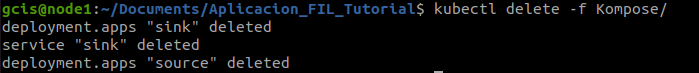 gcis@node1:~/Documents/Aplicacion_FIL_Tutorial$ kubectl delete -f Kompose/
deployment.apps "sink" deleted
service "sink" deleted
deployment.apps "source" deleted